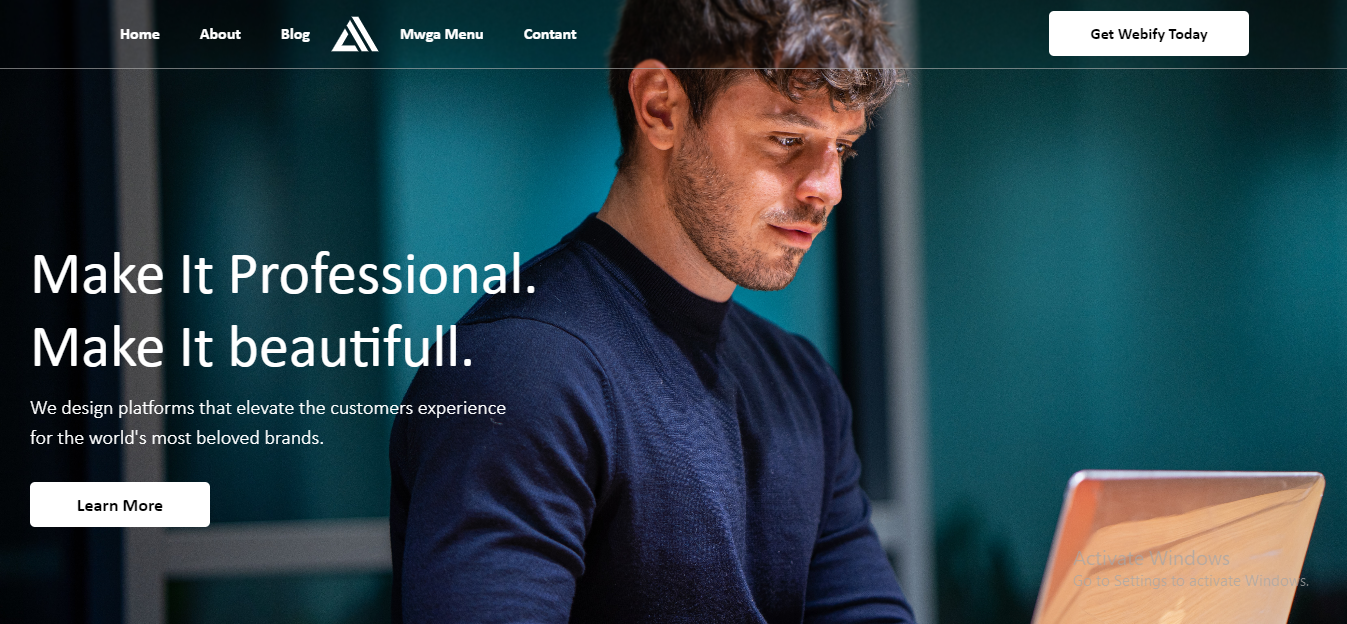 Home About Blog Mwga Menu Contant Get Webify Today
Make It Professional.
Make It beautifull.
We design platforms that elevate the customers experience
for the world's most beloved brands.
Learn More
Activate Windows
Go to Settings to activate Windows.